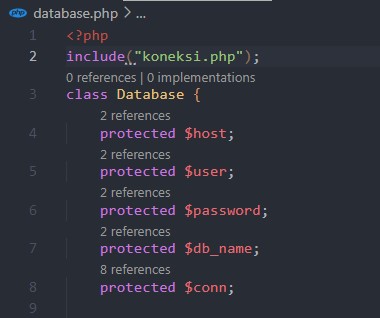 php database.php > ...
1 <?php
2 include("koneksi.php");
0 references | 0 implementations
3 class Database {
2 references
4 protected $host;
2 references
5 protected $user;
2 references
6 protected $password;
2 references
7 protected $db_name;
8 references
8 protected $conn;
9